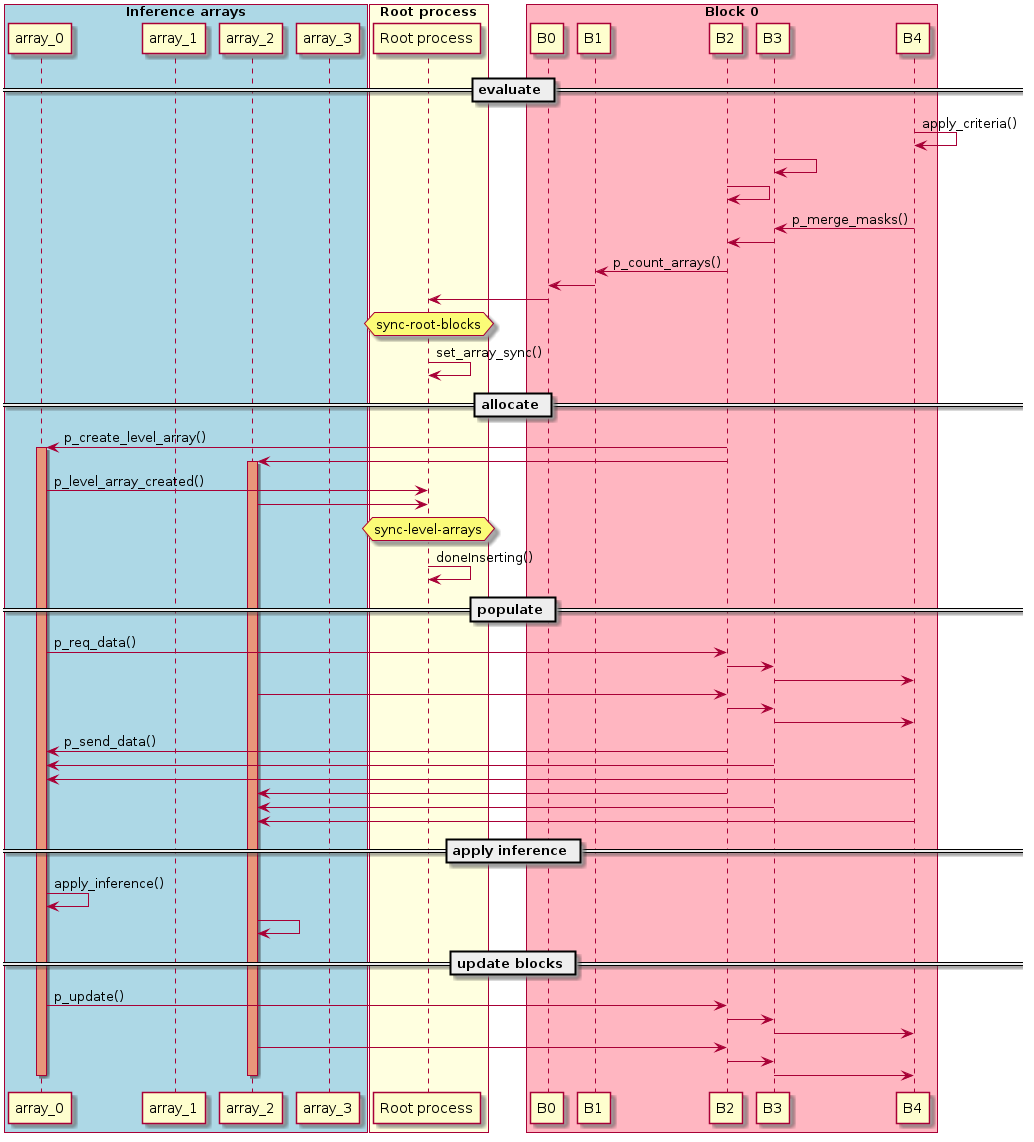 Inference arrays
Root process
Block 0
array_0
array_1
array_2
array_3
Root process
B0
B1
B2
B3
B4
evaluate
apply_criteria()
p_merge_masks()
p_count_arrays()
sync-root-blocks
set_array_sync()
allocate
p_create_level_array()
p_level_array_created()
sync-level-arrays
doneInserting()
populate
p_req_data()
p_send_data()
apply inference
apply_inference()
update blocks
p_update()
array_0
array_1
array_2
array_3
Root process
B0
B1
B2
B3
B4